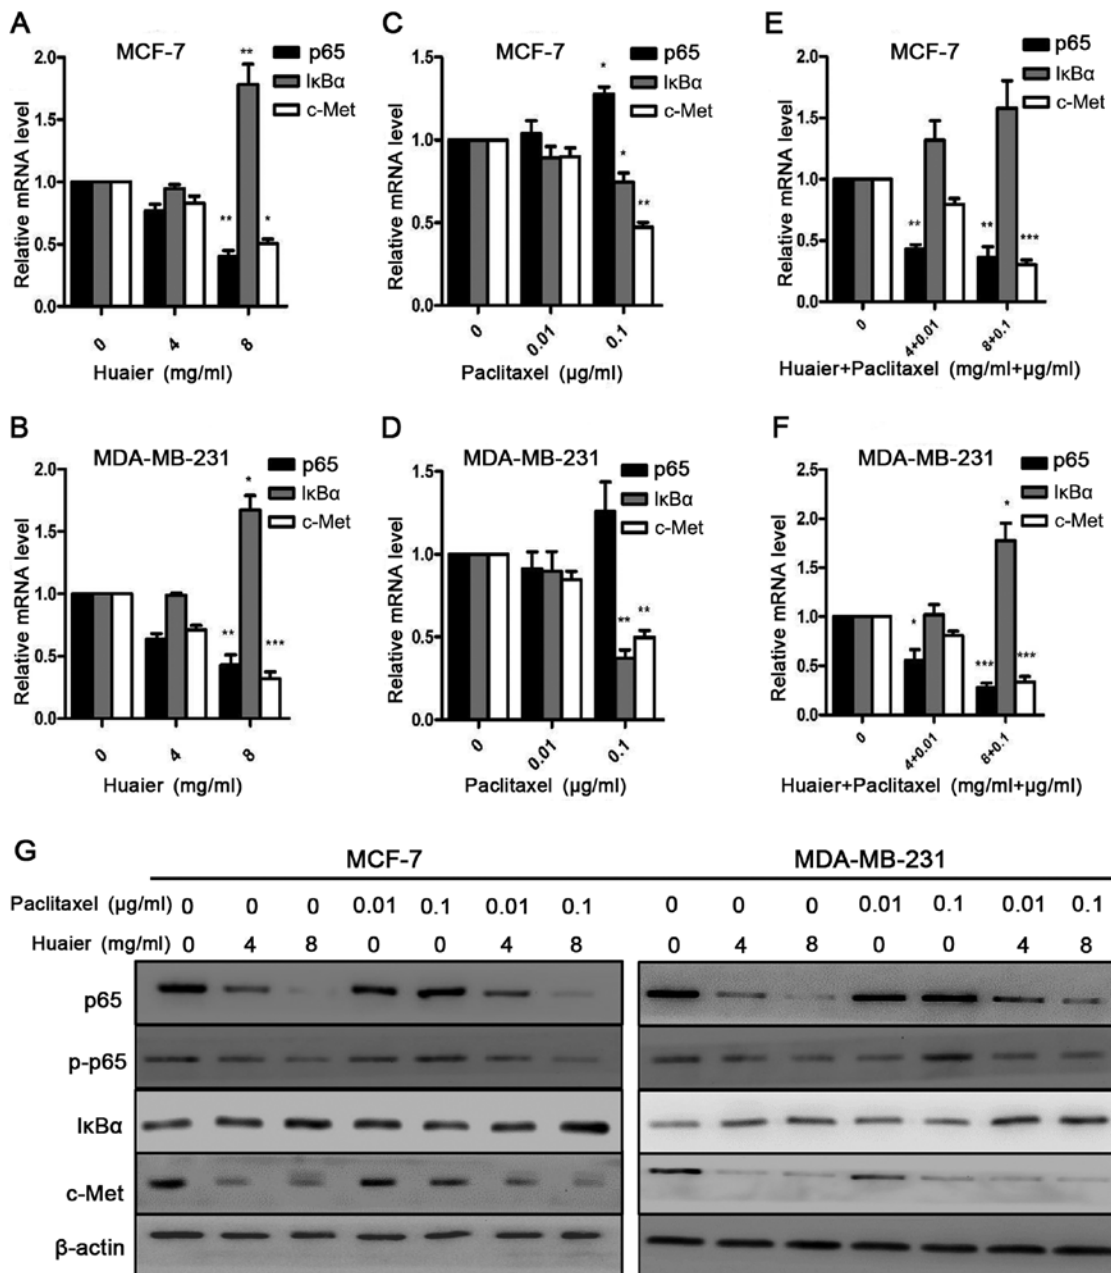 A
MCF-7
p65
IκBα
c-Met
Relative mRNA level
2.0
1.5
1.0
0.5
0.0
** ** *
0 4 8
Huaier (mg/ml)
C
MCF-7
p65
IκBα
c-Met
Relative mRNA level
1.5
1.0
0.5
0.0
* * **
0 0.01 0.1
Paclitaxel (μg/ml)
E
MCF-7
p65
IκBα
c-Met
Relative mRNA level
2.0
1.5
1.0
0.5
0.0
** ** ***
0 4+0.01 8+0.1
Huaier+Paclitaxel (mg/ml+μg/ml)
B
MDA-MB-231
p65
IκBα
c-Met
Relative mRNA level
2.0
1.5
1.0
0.5
0.0
** * ***
0 4 8
Huaier (mg/ml)
D
MDA-MB-231
p65
IκBα
c-Met
Relative mRNA level
1.5
1.0
0.5
0.0
** **
0 0.01 0.1
Paclitaxel (μg/ml)
F
MDA-MB-231
p65
IκBα
c-Met
Relative mRNA level
2.5
2.0
1.5
1.0
0.5
0.0
* *** * ***
0 4+0.01 8+0.1
Huaier+Paclitaxel (mg/ml+μg/ml)
G
MCF-7 MDA-MB-231
Paclitaxel (μg/ml) 0 0 0 0.01 0.1 0.01 0.1 0 0 0 0.01 0.1 0.01 0.1
Huaier (mg/ml) 0 4 8 0 0 4 8 0 4 8 0 0 4 8
p65
p-p65
IκBα
c-Met
β-actin